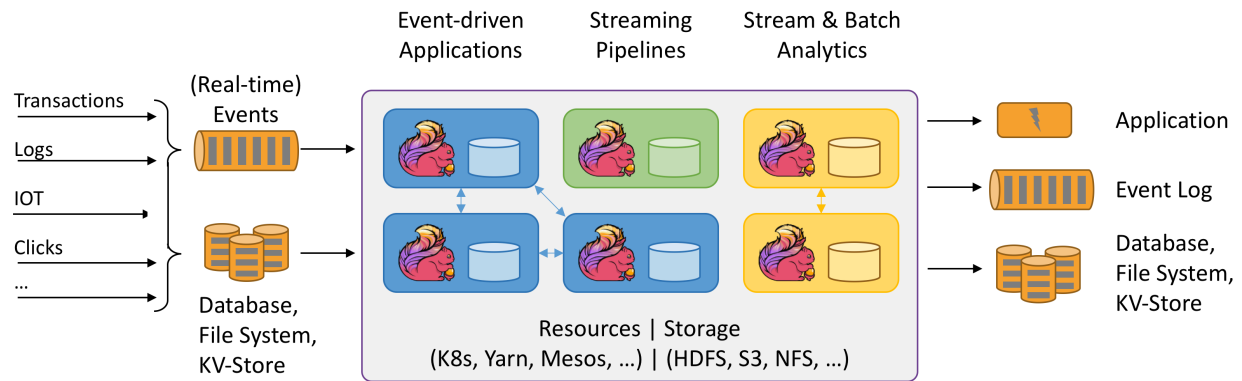 Event-driven
Applications
Streaming
Pipelines
Stream & Batch
Analytics
Transactions
Logs
IOT
Clicks
...
(Real-time)
Events
Database,
File System,
KV-Store
Resources | Storage
(K8s, Yarn, Mesos, ...) | (HDFS, S3, NFS, ...)
Application
Event Log
Database,
File System,
KV-Store